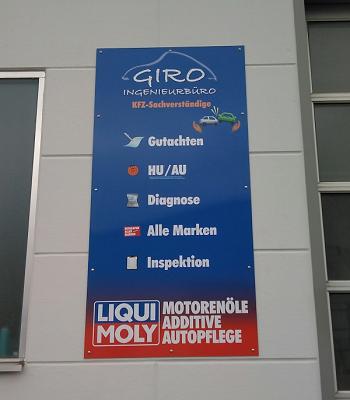 GIRO
INGENIEURBÜRO
KFZ-Sachverständige
Gutachten
HU/AU
Diagnose
Alle Marken
Inspektion
LIQUI MOLY
MOTORENÖLE
ADDITIVE
AUTOPFLEGE